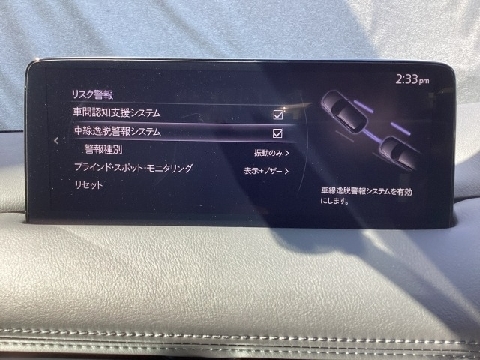 2:33pm
リスク警報
車間認知支援システム
車線逸脱警報システム
警報種別 振動のみ
ブラインド・スポット・モニタリング 表示+ブザー
リセット
車線逸脱警報システムを有効
にします。